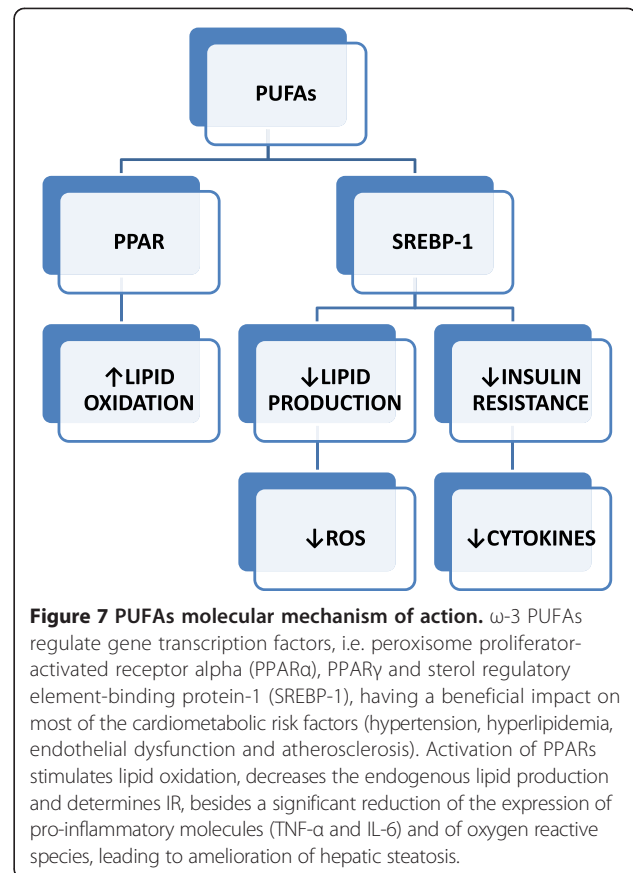 PUFAs
PPAR
SREBP-1
↑LIPID
OXIDATION
↓LIPID
PRODUCTION
↓INSULIN
RESISTANCE
↓ROS
↓CYTOKINES
Figure 7 PUFAs molecular mechanism of action. ω-3 PUFAs
regulate gene transcription factors, i.e. peroxisome proliferator-
activated receptor alpha (PPARα), PPARγ and sterol regulatory
element-binding protein-1 (SREBP-1), having a beneficial impact on
most of the cardiometabolic risk factors (hypertension, hyperlipidemia,
endothelial dysfunction and atherosclerosis). Activation of PPARs
stimulates lipid oxidation, decreases the endogenous lipid production
and determines IR, besides a significant reduction of the expression of
pro-inflammatory molecules (TNF-α and IL-6) and of oxygen reactive
species, leading to amelioration of hepatic steatosis.